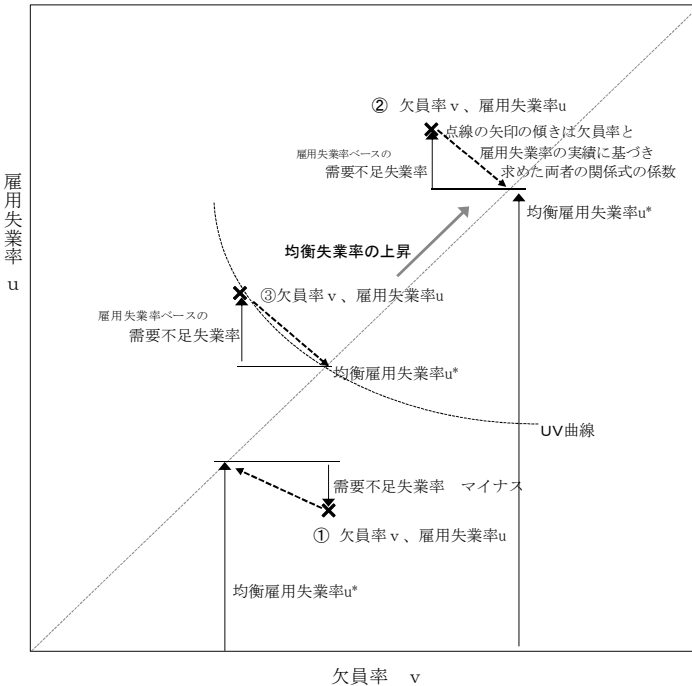 ② 欠員率ｖ、雇用失業率u
点線の矢印の傾きは欠員率と
雇用失業率の実績に基づき
求めた両者の関係式の係数
雇用失業率ベースの
需要不足失業率
均衡雇用失業率u*
雇用失業率 u
均衡失業率の上昇
③欠員率ｖ、雇用失業率u
雇用失業率ベースの
需要不足失業率
均衡雇用失業率u*
UV曲線
需要不足失業率　マイナス
① 欠員率ｖ、雇用失業率u
均衡雇用失業率u*
欠員率　ｖ